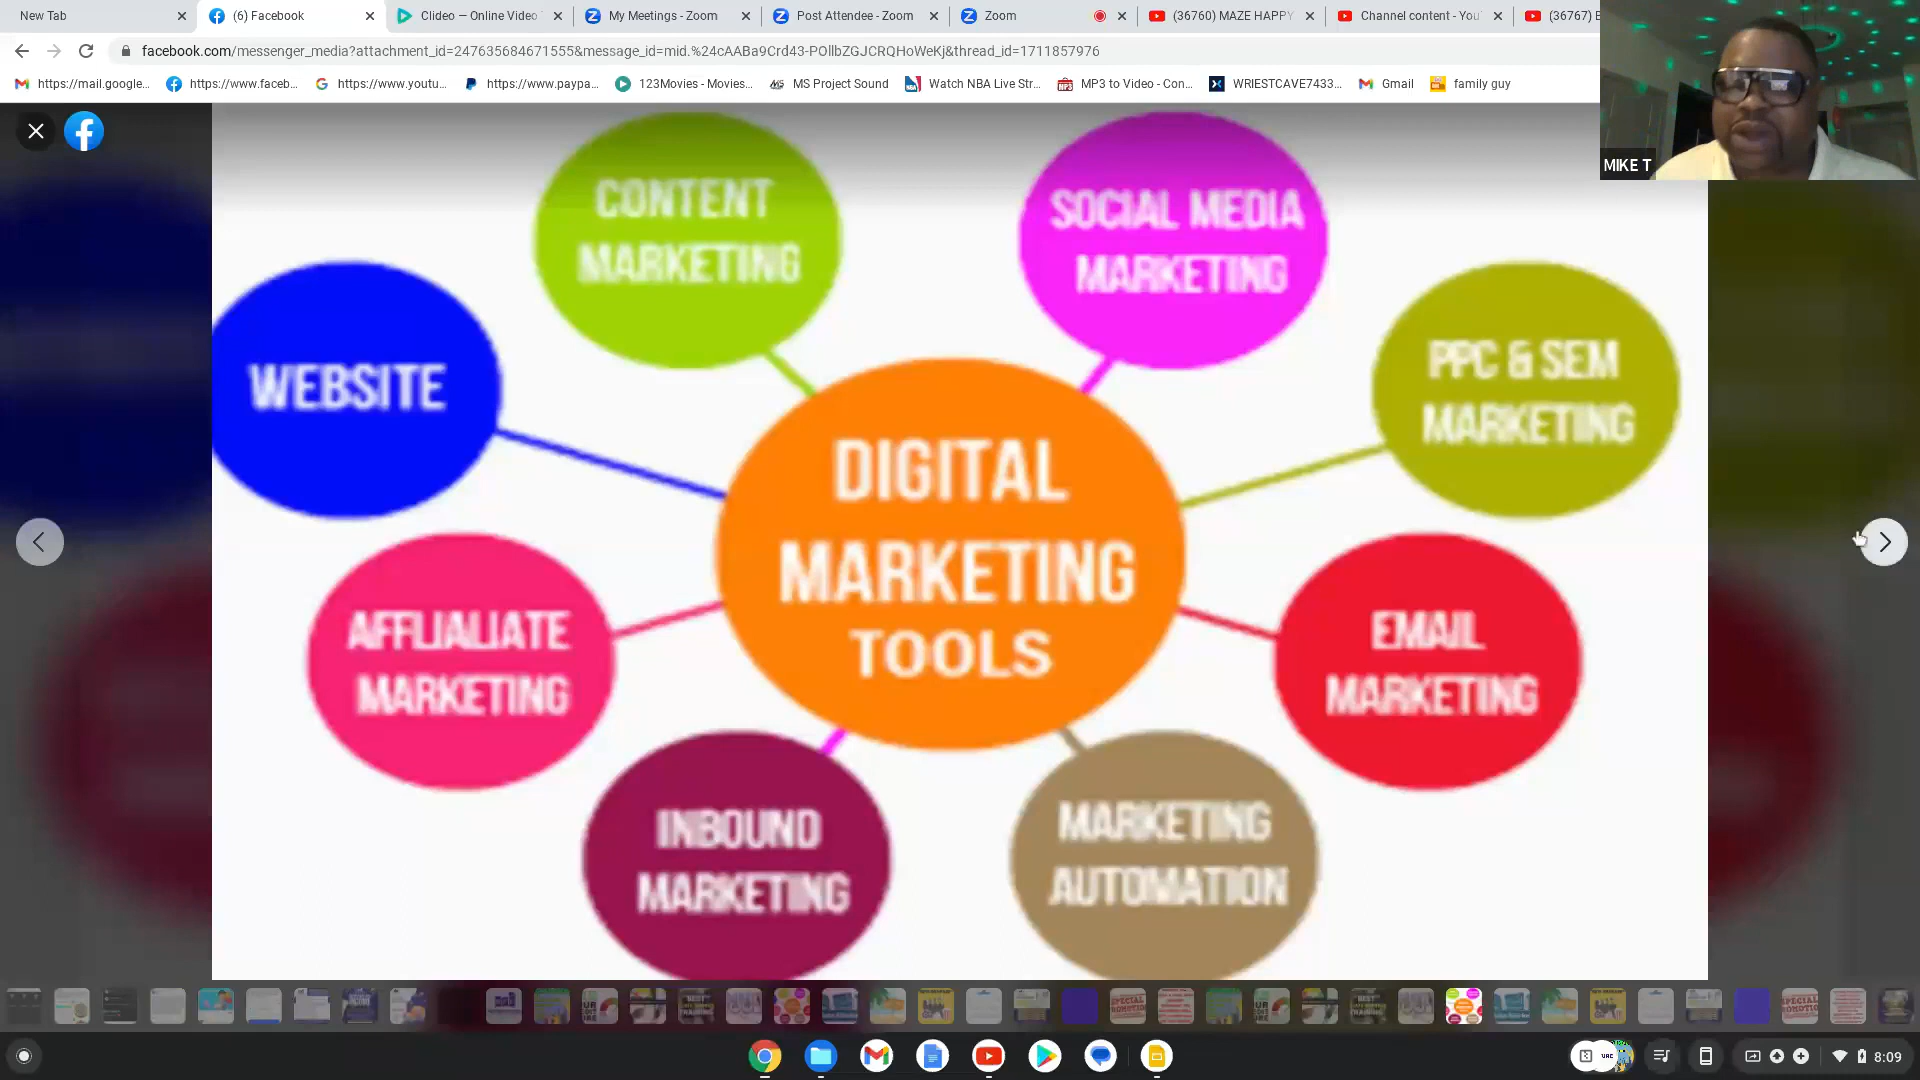 New Tab
(6) Facebook
Clideo — Online Video
My Meetings - Zoom
Post Attendee - Zoom
Zoom
(36760) MAZE HAPPY
Channel content - You
(36767)
facebook.com/messenger_media?attachment_id=247635684671555&message_id=mid.%24cAABa9Crd43-POllbZGJCRQHoWeKj&thread_id=1711857976
https://mail.google...
https://www.faceb...
https://www.youtu...
https://www.paypa...
123Movies - Movies...
MS Project Sound
Watch NBA Live Str...
MP3 to Video - Con...
WRIESTCAVE7433...
Gmail
family guy
MIKE T
CONTENT
MARKETING
SOCIAL MEDIA
MARKETING
WEBSITE
PPC & SEM
MARKETING
DIGITAL
MARKETING
TOOLS
AFFLIALIATE
MARKETING
EMAIL
MARKETING
INBOUND
MARKETING
MARKETING
AUTOMATION
8:09